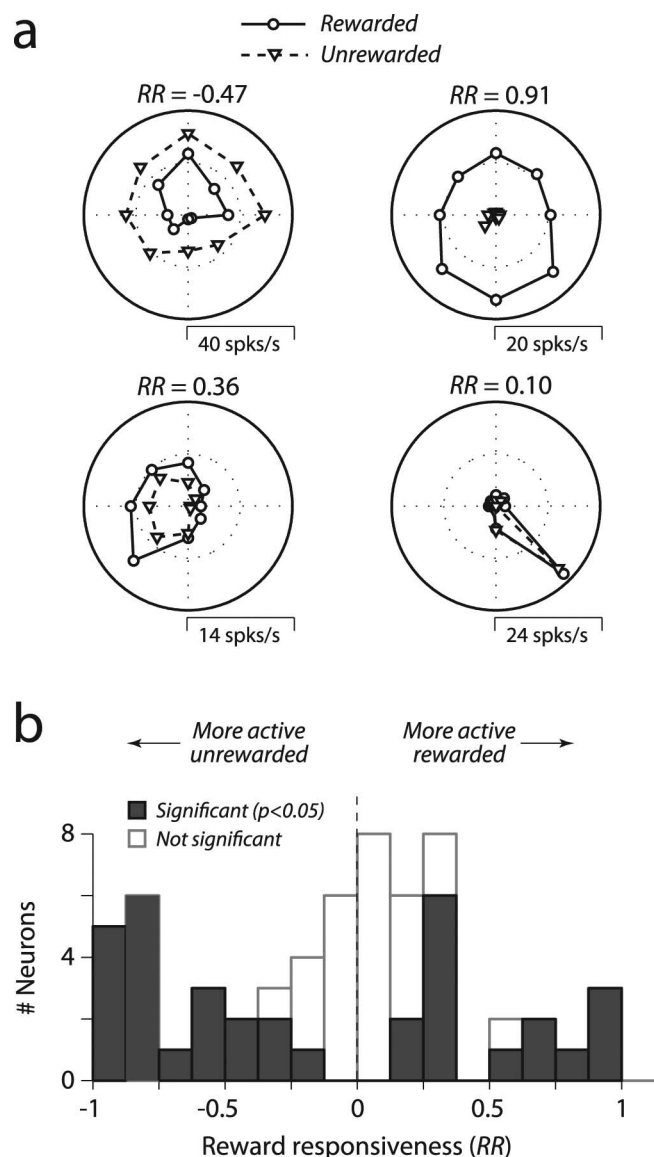 a
Rewarded
Unrewarded
RR = -0.47
RR = 0.91
40 spks/s
20 spks/s
RR = 0.36
RR = 0.10
14 spks/s
24 spks/s
b
More active
unrewarded
More active
rewarded
Significant (p<0.05)
Not significant
8
4
0
# Neurons
-1
-0.5
0
0.5
1
Reward responsiveness (RR)